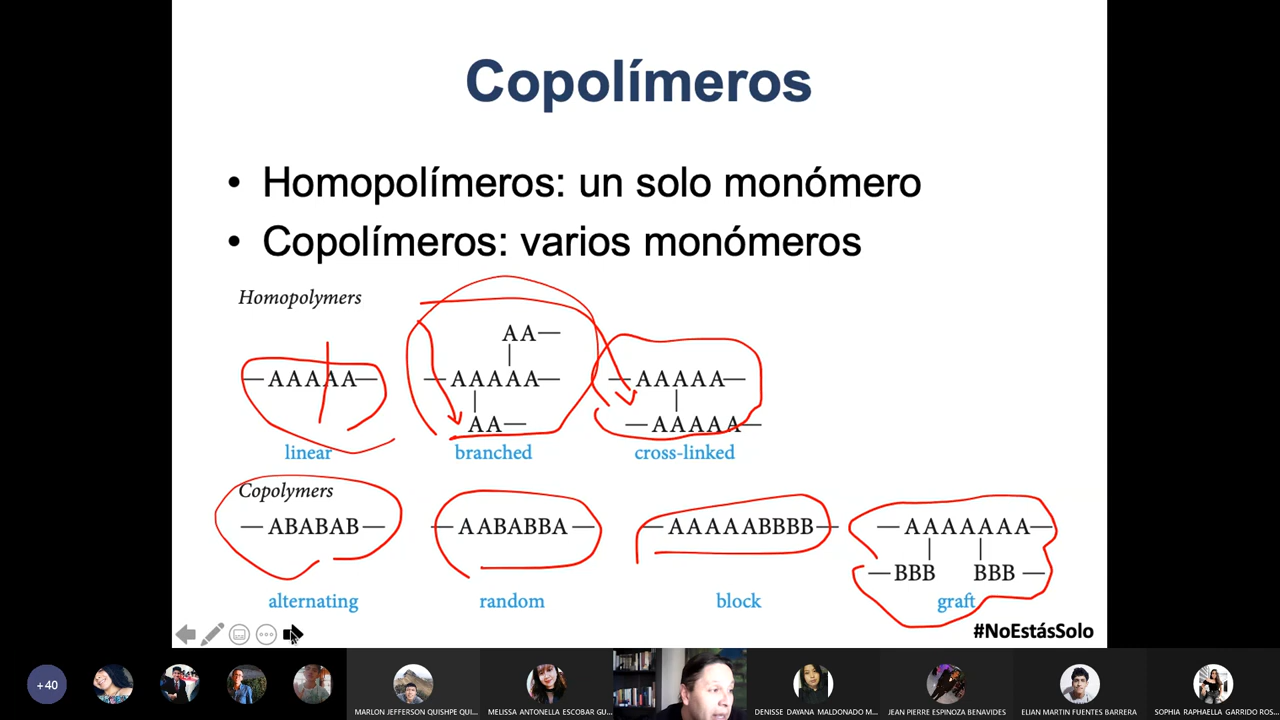 Copolímeros
• Homopolímeros: un solo monómero
• Copolímeros: varios monómeros
Homopolymers
AA—
—AAAAA— —AAAAA— —AAAAA—
AA— —AAAAA—
linear branched cross-linked
Copolymers
—ABABAB— —AABABBA— —AAAAABBBB— —AAAAAAA—
—BBB BBB—
alternating random block graft
#NoEstásSolo
+40
MARLON JEFFERSON QUISHPE QUI...
MELISSA ANTONELLA ESCOBAR GU...
DENISSE DAYANA MALDONADO M...
JEAN PIERRE ESPINOZA BENAVIDES
ELIAN MARTIN FUENTES BARRERA
SOPHIA RAPHAELLA GARRIDO ROS...